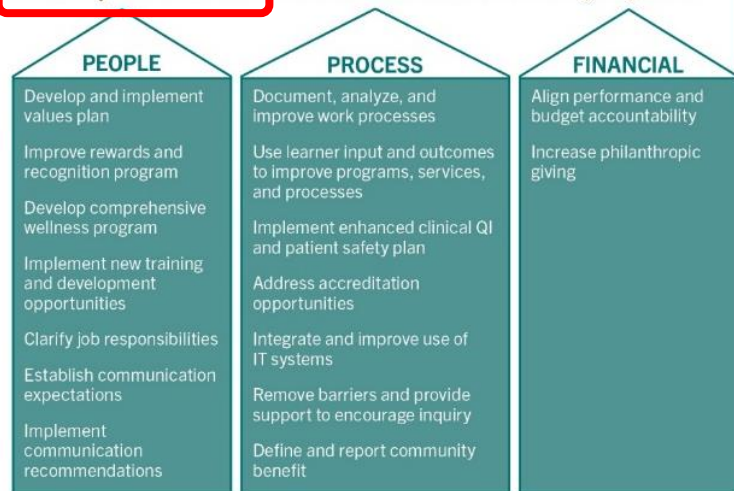 PEOPLE
Develop and implement
values plan
Improve rewards and
recognition program
Develop comprehensive
wellness program
Implement new training
and development
opportunities
Clarify job responsibilities
Establish communication
expectations
Implement
communication
recommendations
PROCESS
Document, analyze, and
improve work processes
Use learner input and outcomes
to improve programs, services,
and processes
Implement enhanced clinical QI
and patient safety plan
Address accreditation
opportunities
Integrate and improve use of
IT systems
Remove barriers and provide
support to encourage inquiry
Define and report community
benefit
FINANCIAL
Align performance and
budget accountability
Increase philanthropic
giving